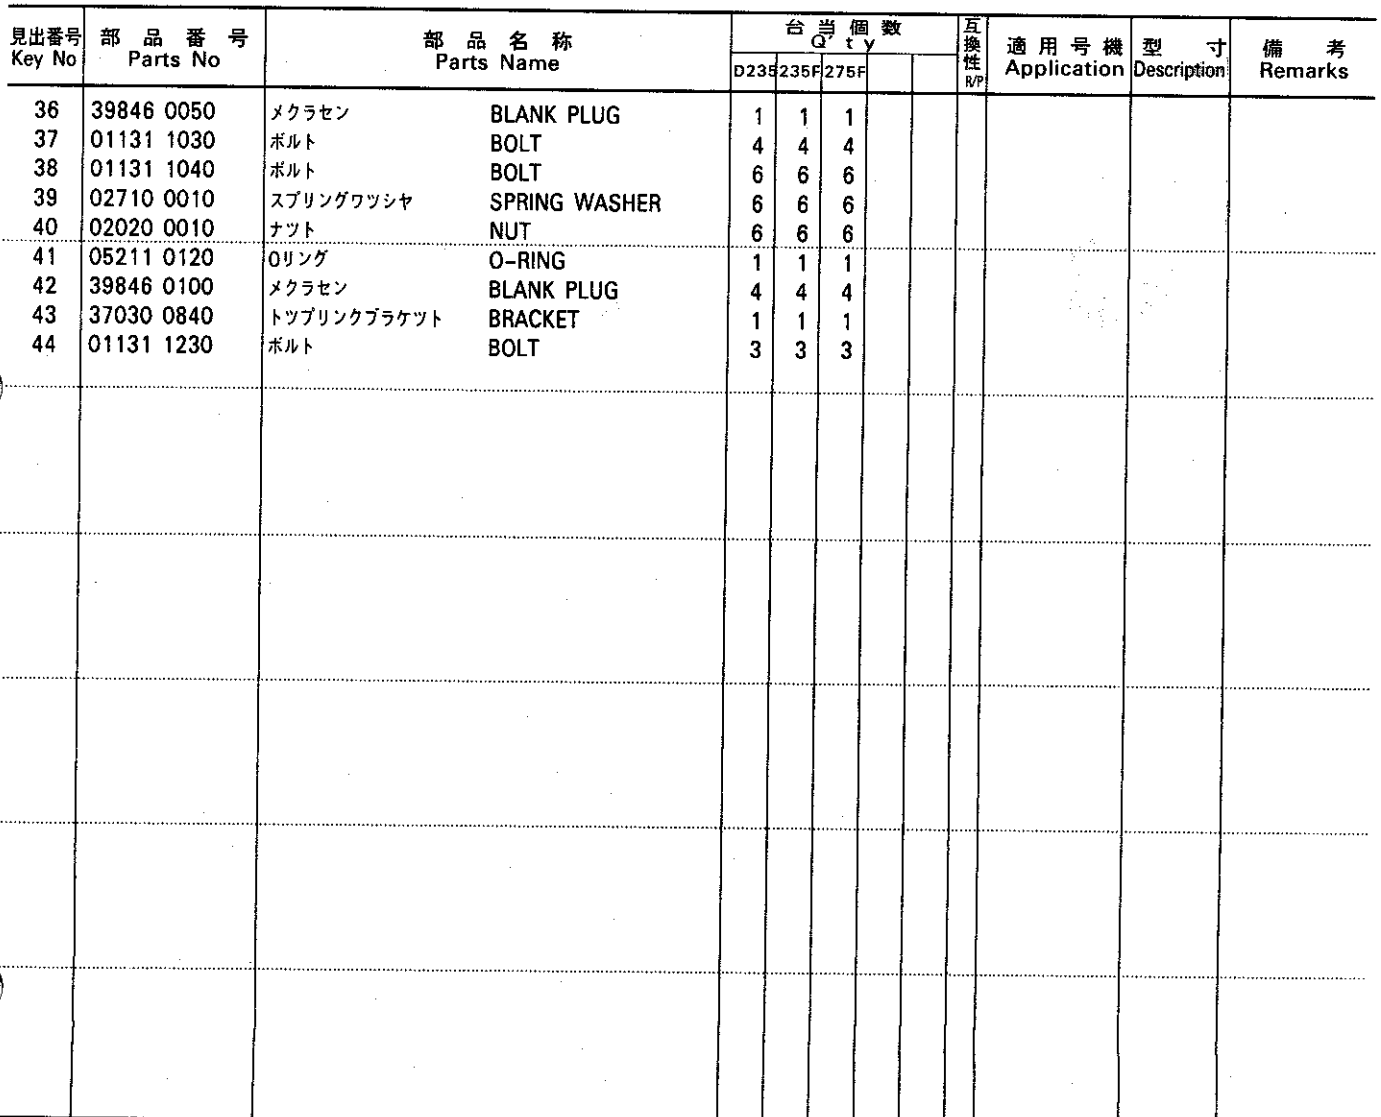 見出番号 部品番号 部品名称 台当個数 互換性 適用号機 型寸 備考
Key No Parts No Parts Name Q'ty R/P Application Description Remarks
D235 235F 275F
36 39846 0050 メクラセン BLANK PLUG 1 1 1
37 01131 1030 ボルト BOLT 4 4 4
38 01131 1040 ボルト BOLT 6 6 6
39 02710 0010 スプリングワツシヤ SPRING WASHER 6 6 6
40 02020 0010 ナツト NUT 6 6 6
41 05211 0120 Oリング O-RING 1 1 1
42 39846 0100 メクラセン BLANK PLUG 4 4 4
43 37030 0840 トツプリンクブラケツト BRACKET 1 1 1
44 01131 1230 ボルト BOLT 3 3 3